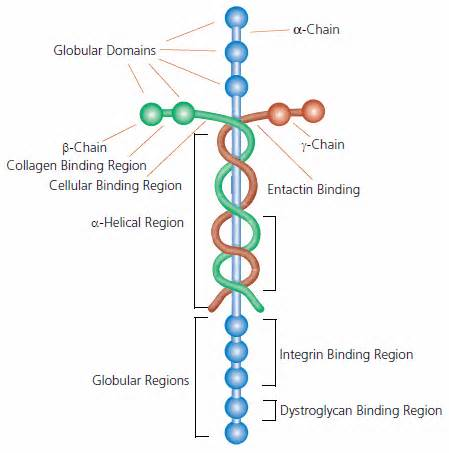 α-Chain
Globular Domains
β-Chain
γ-Chain
Collagen Binding Region
Cellular Binding Region
Entactin Binding
α-Helical Region
Integrin Binding Region
Globular Regions
Dystroglycan Binding Region